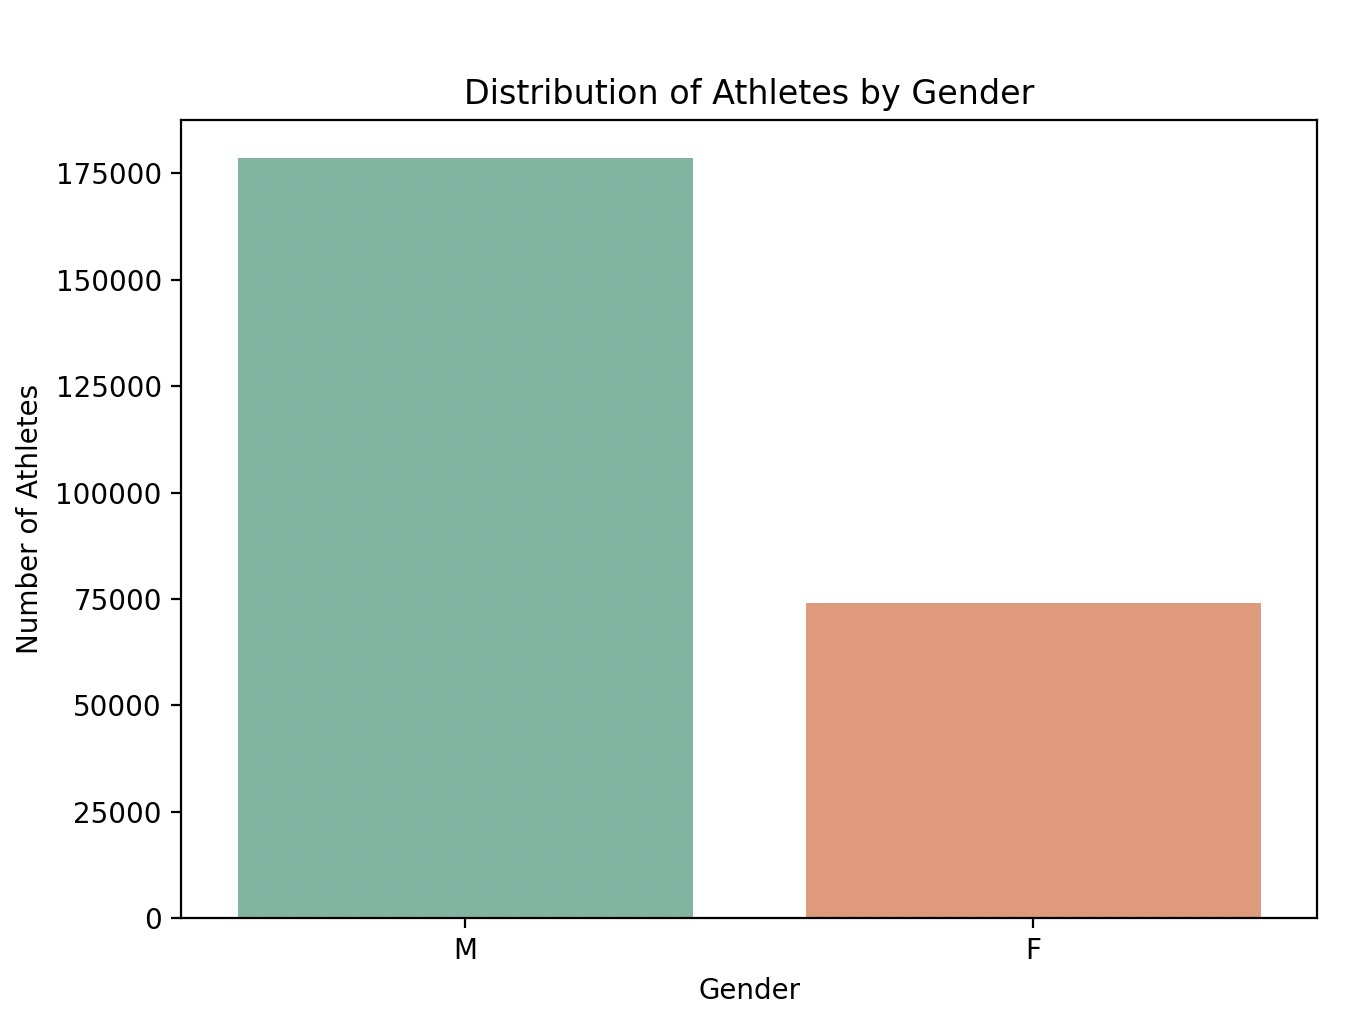 Distribution of Athletes by Gender
175000
150000
125000
100000
75000
50000
25000
0
Number of Athletes
M
F
Gender